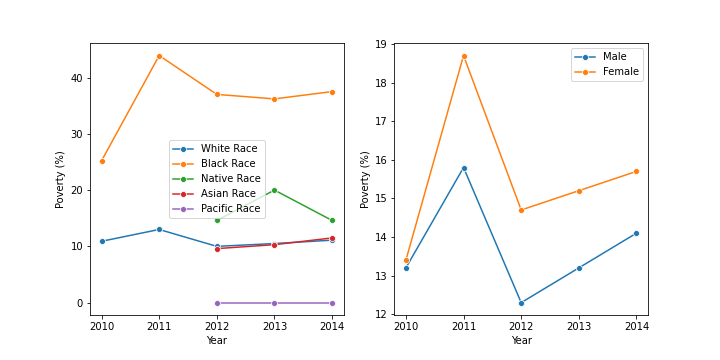 Poverty (%)
40
30
20
10
0
White Race
Black Race
Native Race
Asian Race
Pacific Race
2010 2011 2012 2013 2014
Year
Poverty (%)
19
18
17
16
15
14
13
12
Male
Female
2010 2011 2012 2013 2014
Year